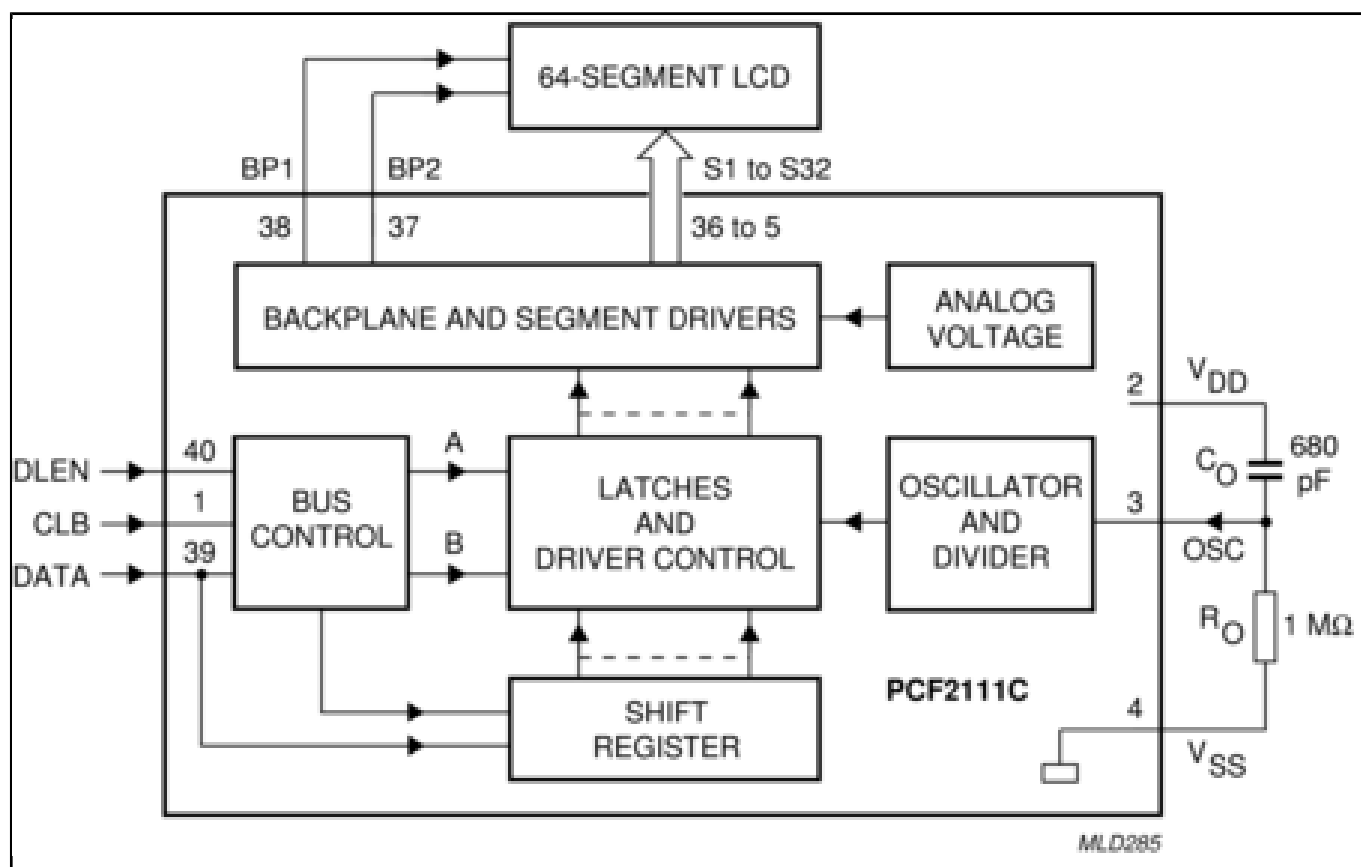 64-SEGMENT LCD
BP1
BP2
S1 to S32
38
37
36 to 5
BACKPLANE AND SEGMENT DRIVERS
ANALOG
VOLTAGE
2
VDD
DLEN
40
CLB
1
DATA
39
BUS
CONTROL
A
B
LATCHES
AND
DRIVER CONTROL
OSCILLATOR
AND
DIVIDER
CO
680
pF
3
OSC
RO
1 MΩ
SHIFT
REGISTER
PCF2111C
4
VSS
MLD285